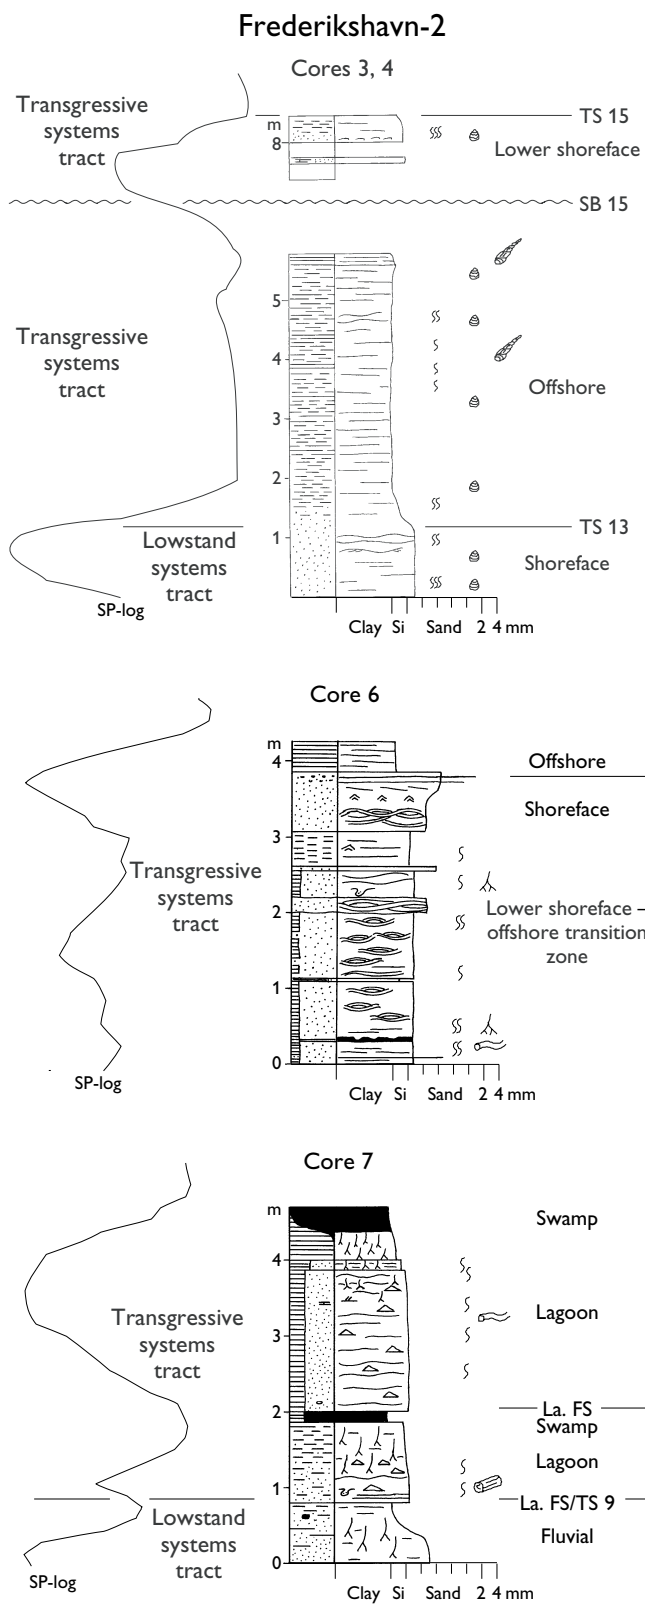 Frederikshavn-2
Cores 3, 4
Transgressive
systems
tract
m
8
TS 15
Lower shoreface
SB 15
5
4
3
2
1
Transgressive
systems
tract
Offshore
TS 13
Lowstand
systems
tract
Shoreface
SP-log
Clay Si Sand 2 4 mm
Core 6
m
4
3
2
1
0
Offshore
Shoreface
Transgressive
systems
tract
Lower shoreface –
offshore transition
zone
SP-log
Clay Si Sand 2 4 mm
Core 7
m
4
3
2
1
0
Swamp
Transgressive
systems
tract
Lagoon
La. FS
Swamp
Lagoon
La. FS/TS 9
Lowstand
systems
tract
Fluvial
SP-log
Clay Si Sand 2 4 mm